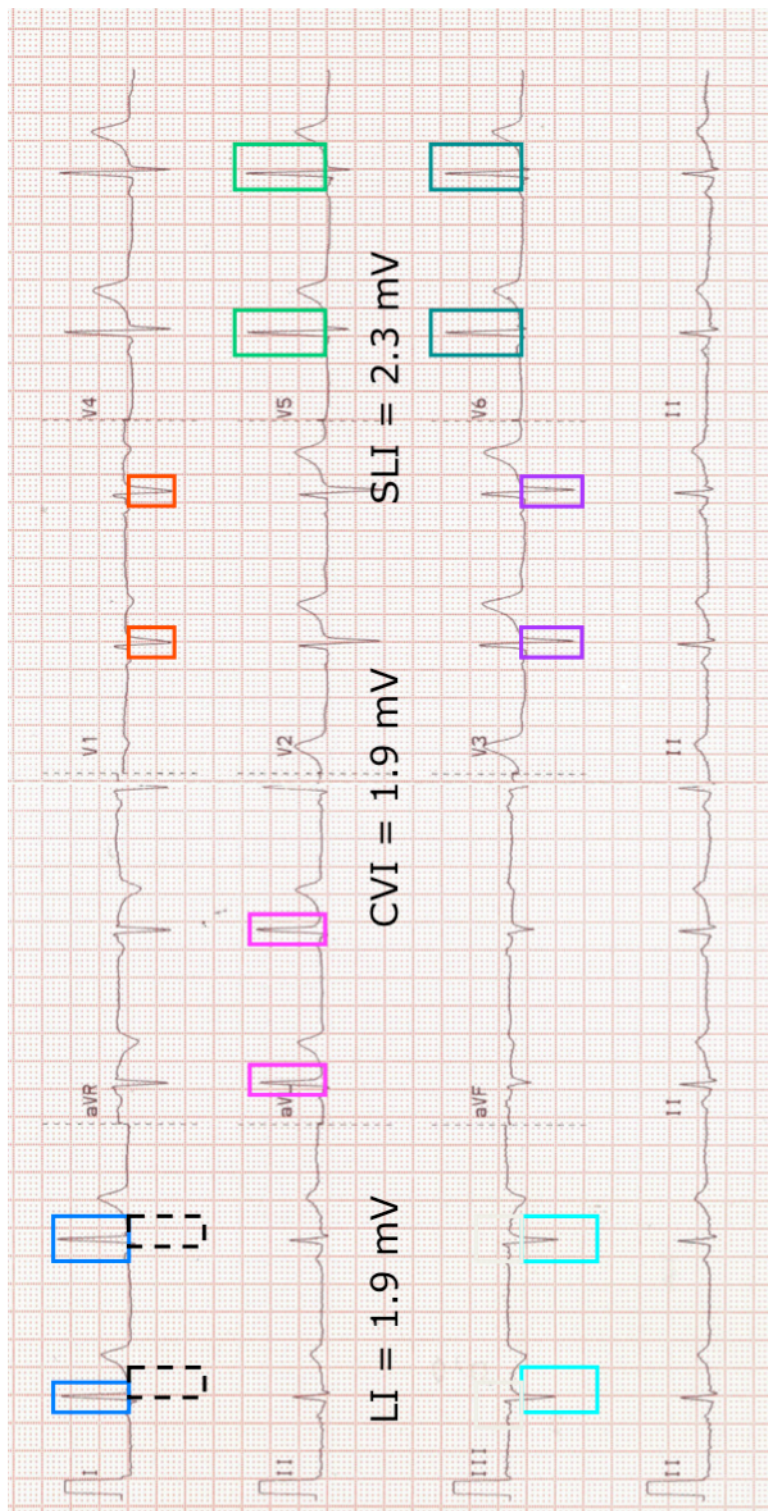 I aVR V1 V4
II aV V2 V5
LI = 1.9 mV CVI = 1.9 mV SLI = 2.3 mV
III aVF V3 V6
II II II II